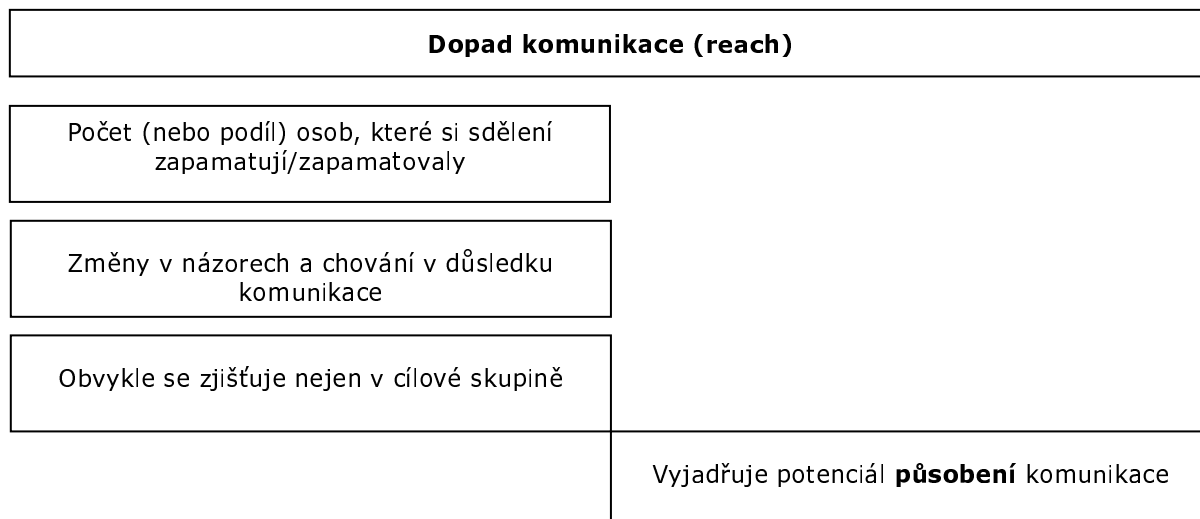 Dopad komunikace (reach)
Počet (nebo podíl) osob, které si sdělení
zapamatují/zapamatovaly
Změny v názorech a chování v důsledku
komunikace
Obvykle se zjišťuje nejen v cílové skupině
Vyjadřuje potenciál působení komunikace